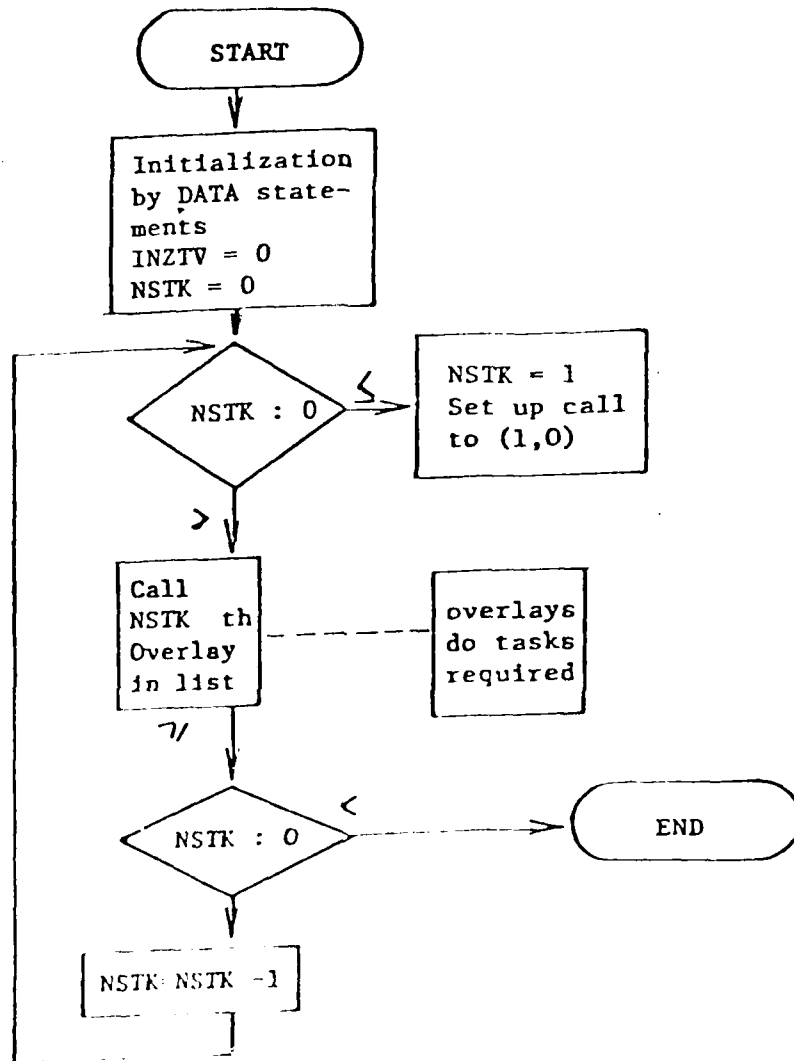 START
Initialization
by DATA state-
ments
INZTV = 0
NSTK = 0
NSTK : 0
≤
NSTK = 1
Set up call
to (1,0)
>
Call
NSTK th
Overlay
in list
overlays
do tasks
required
≥
NSTK : 0
<
END
NSTK NSTK -1